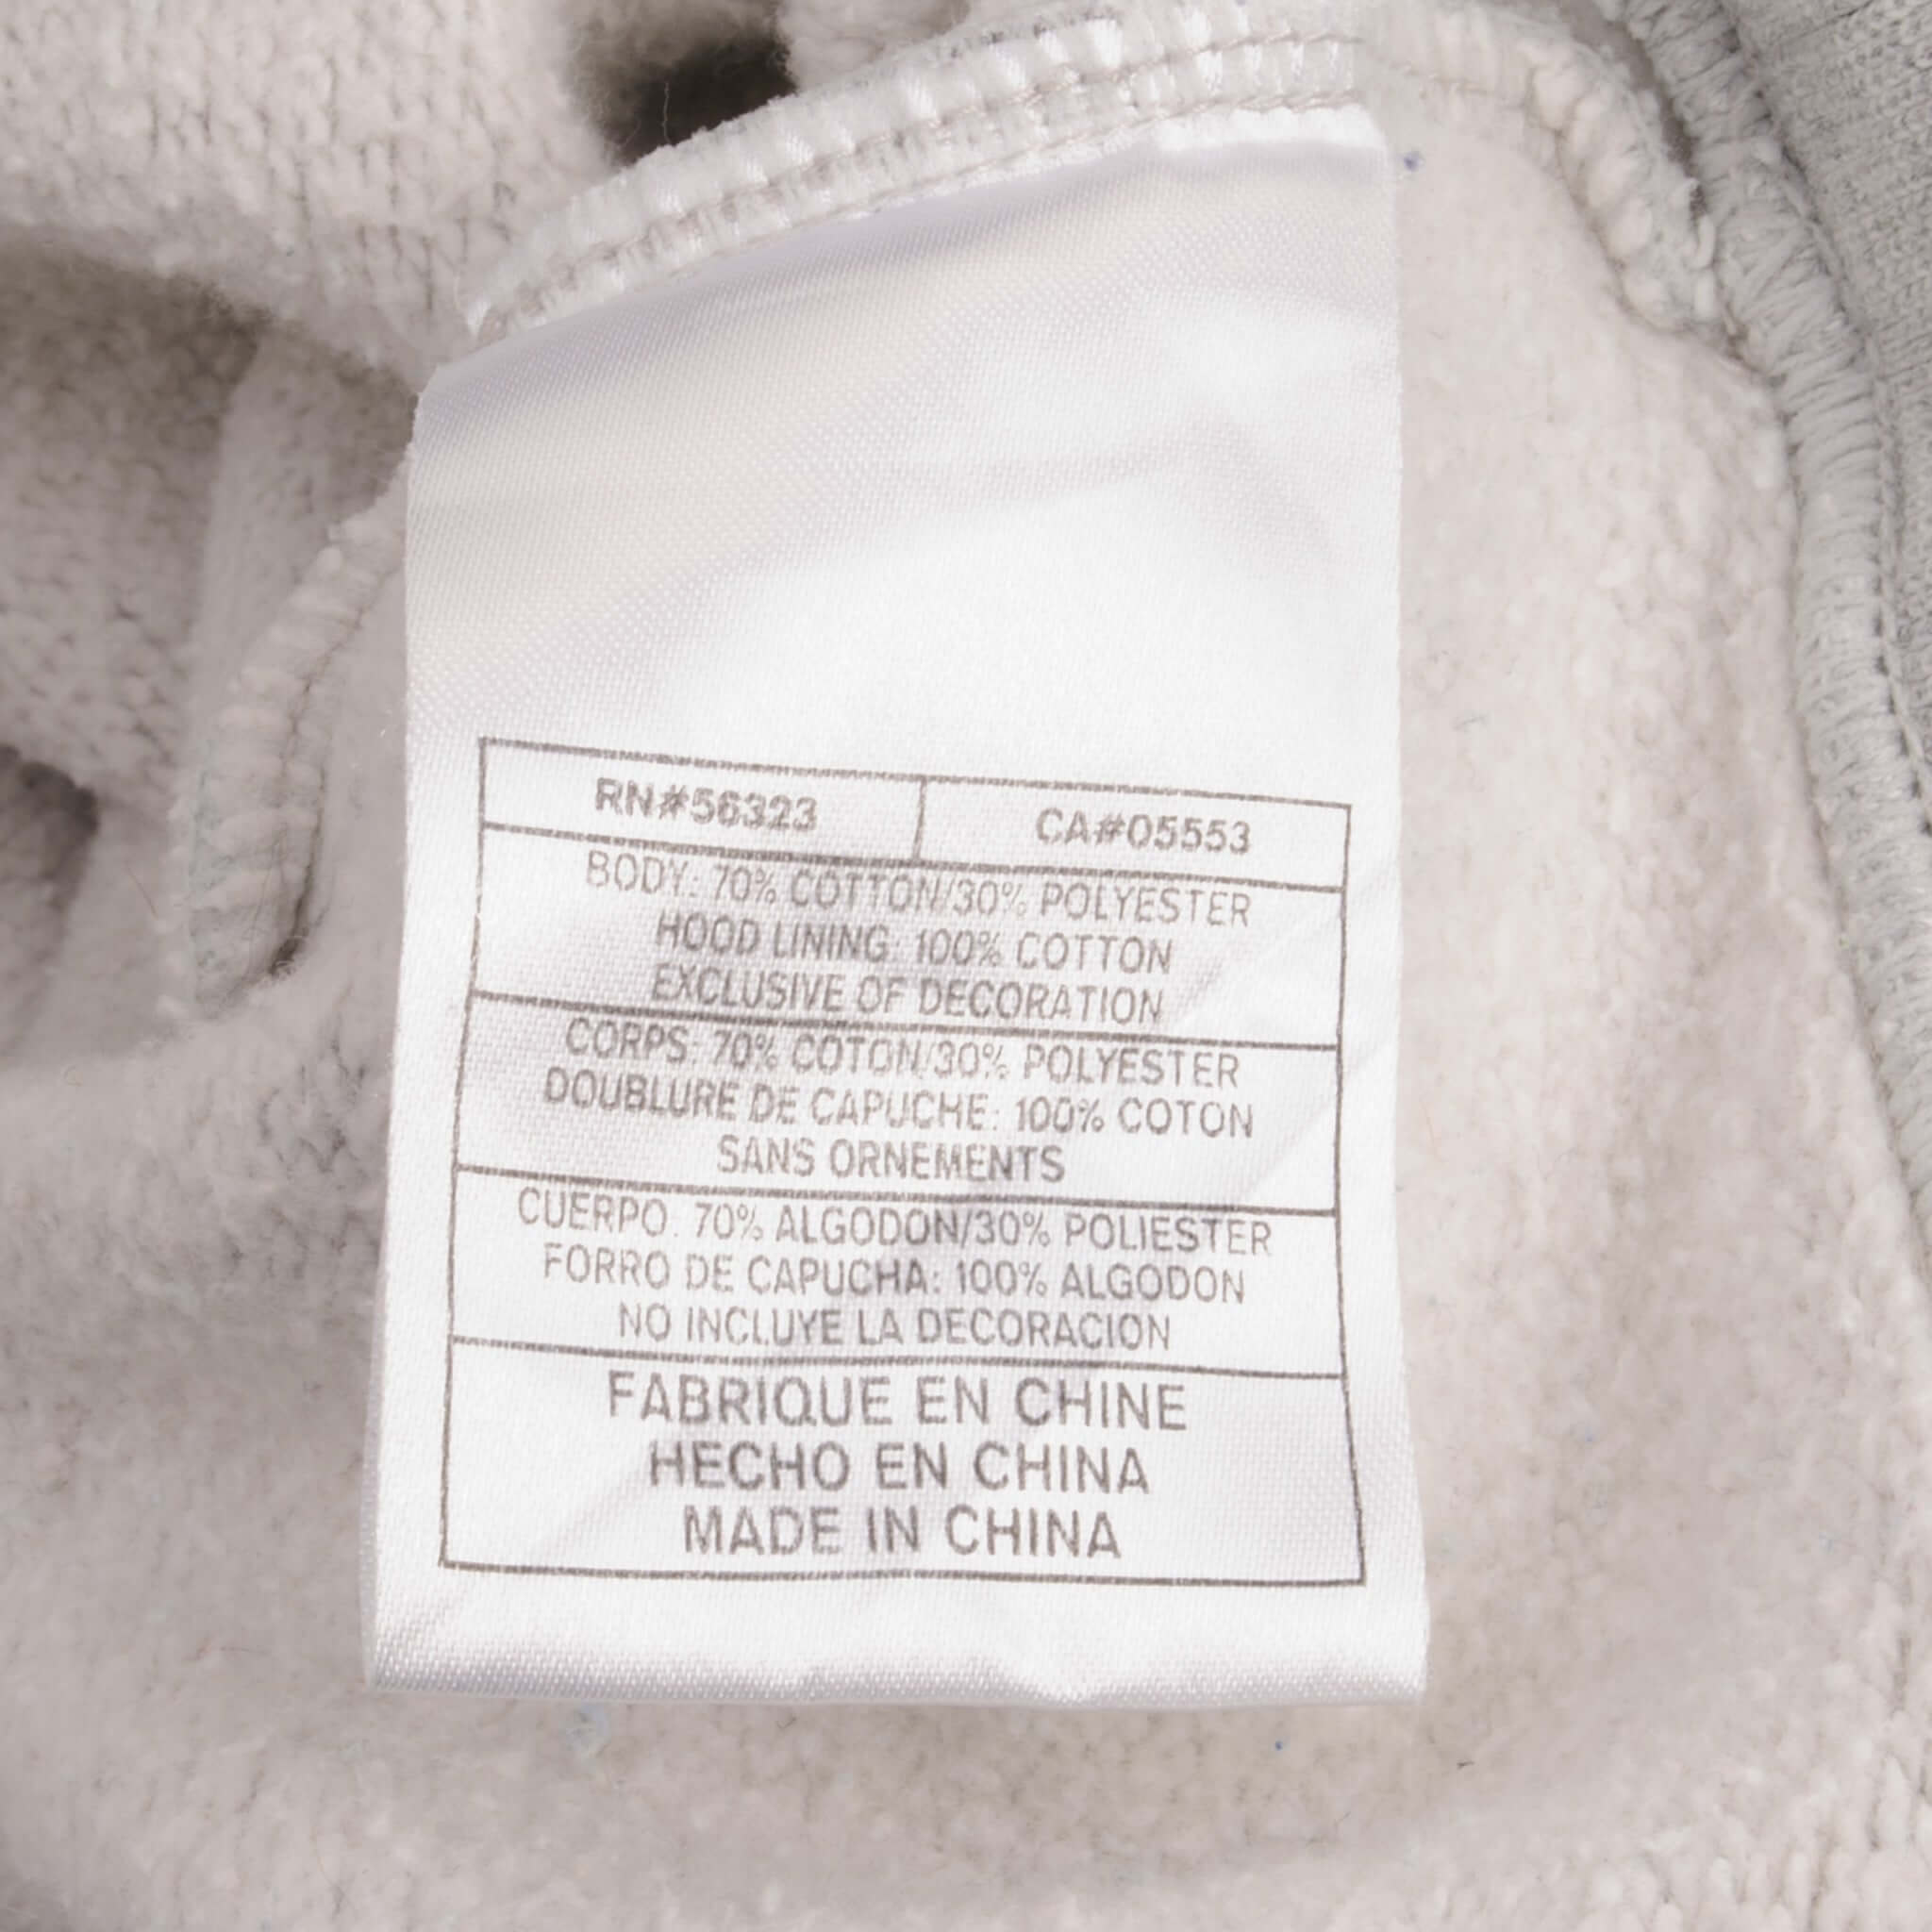 RN#56323 CA#05553
BODY: 70% COTTON/30% POLYESTER
HOOD LINING: 100% COTTON
EXCLUSIVE OF DECORATION
CORPS: 70% COTON/30% POLYESTER
DOUBLURE DE CAPUCHE: 100% COTON
SANS ORNEMENTS
CUERPO: 70% ALGODON/30% POLIESTER
FORRO DE CAPUCHA: 100% ALGODON
NO INCLUYE LA DECORACION
FABRIQUE EN CHINE
HECHO EN CHINA
MADE IN CHINA